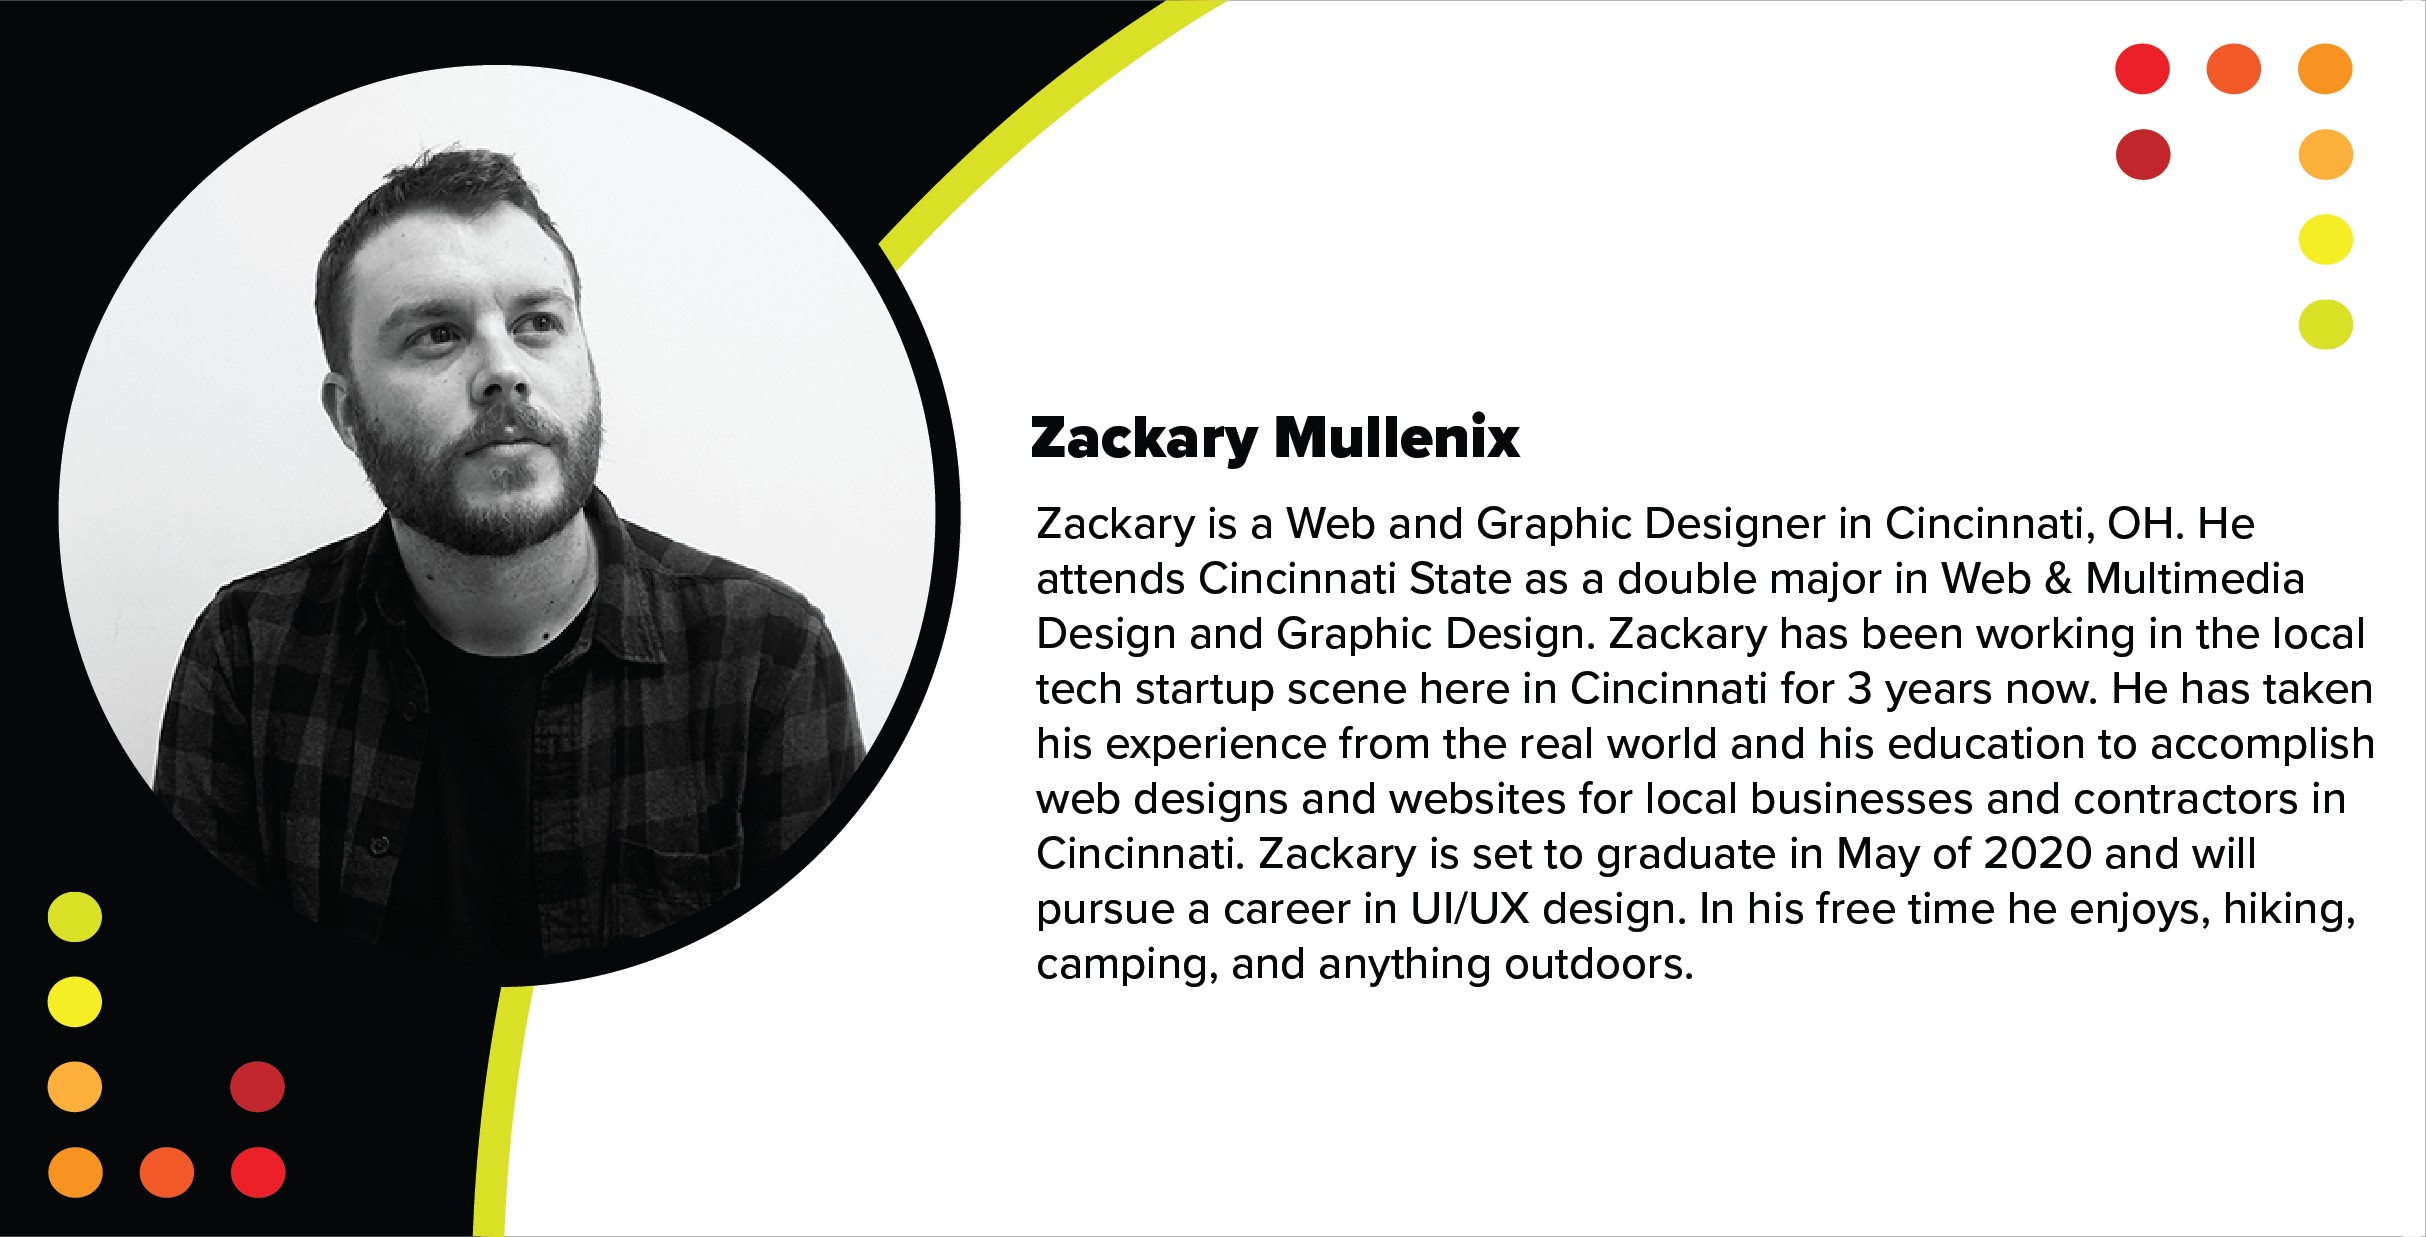 Zackary Mullenix
Zackary is a Web and Graphic Designer in Cincinnati, OH. He
attends Cincinnati State as a double major in Web & Multimedia
Design and Graphic Design. Zackary has been working in the local
tech startup scene here in Cincinnati for 3 years now. He has taken
his experience from the real world and his education to accomplish
web designs and websites for local businesses and contractors in
Cincinnati. Zackary is set to graduate in May of 2020 and will
pursue a career in UI/UX design. In his free time he enjoys, hiking,
camping, and anything outdoors.